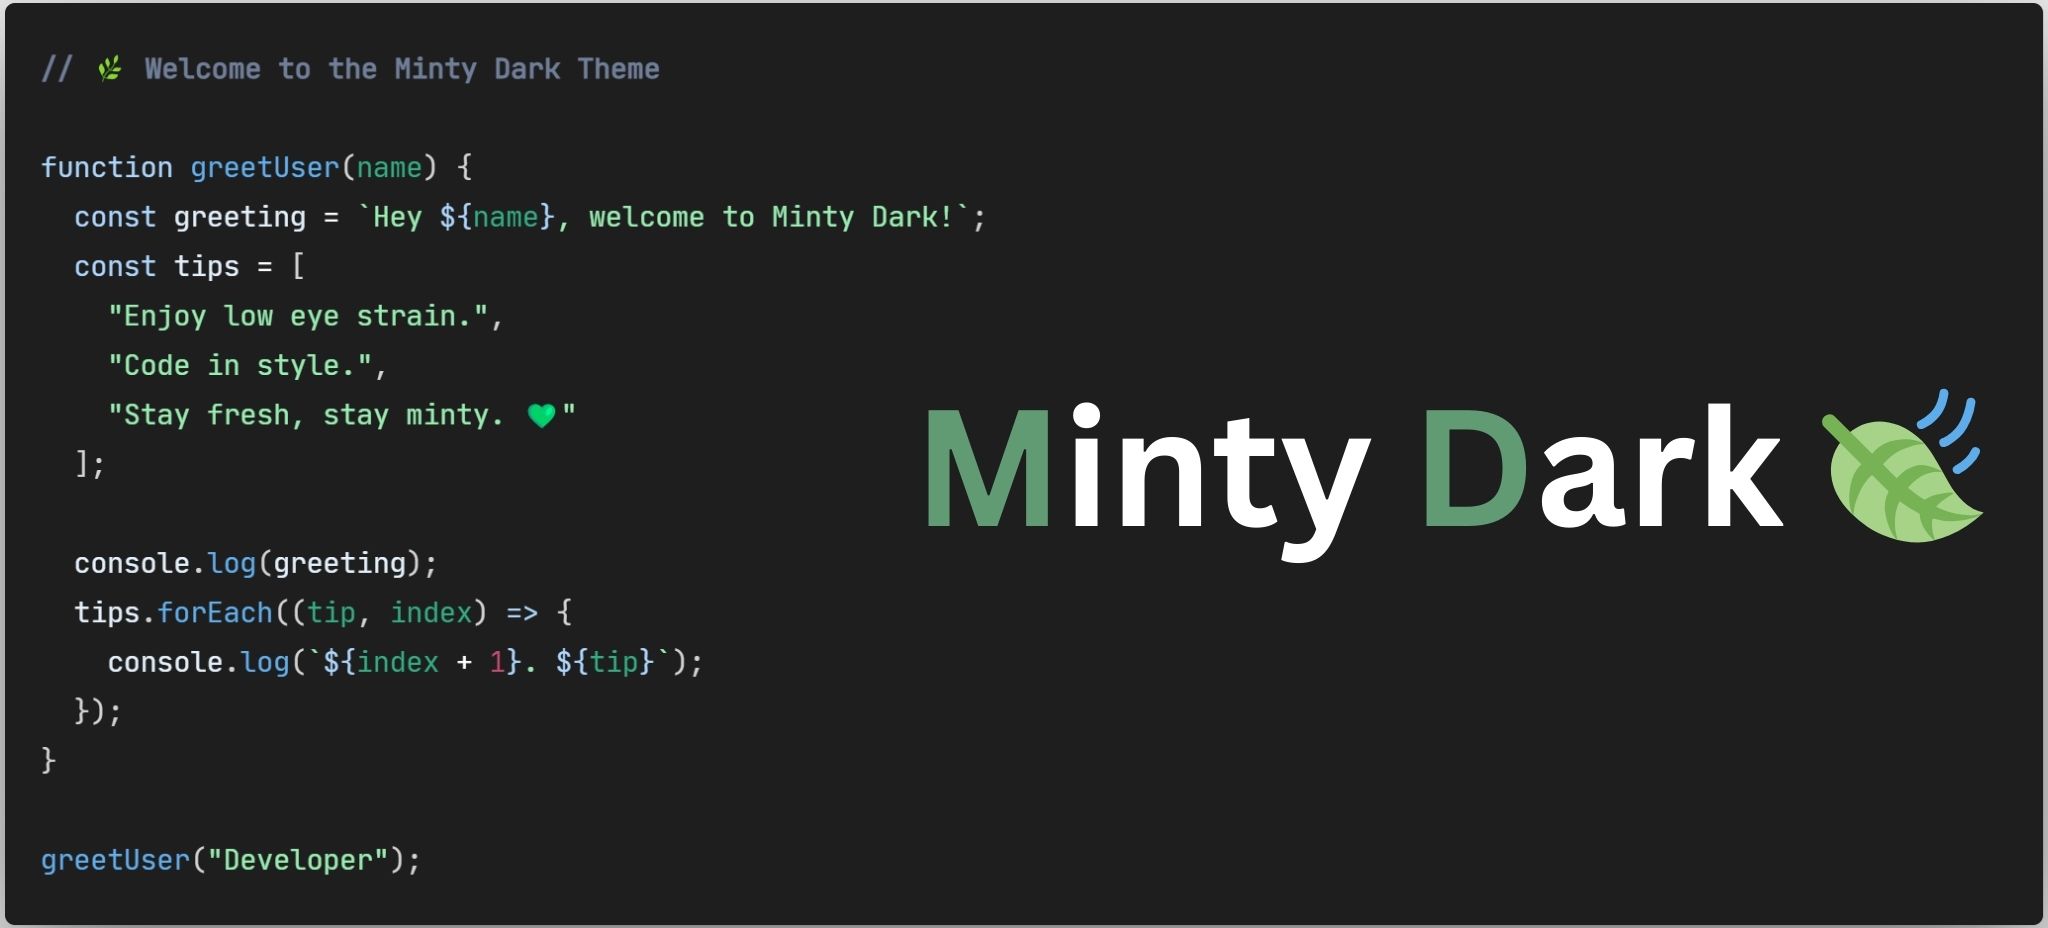 // 🌿 Welcome to the Minty Dark Theme
function greetUser(name) {
  const greeting = `Hey ${name}, welcome to Minty Dark!`;
  const tips = [
    "Enjoy low eye strain.",
    "Code in style.",
    "Stay fresh, stay minty. 💚"
  ];
  console.log(greeting);
  tips.forEach((tip, index) => {
    console.log(`${index + 1}. ${tip}`);
  });
}
greetUser("Developer");
Minty Dark